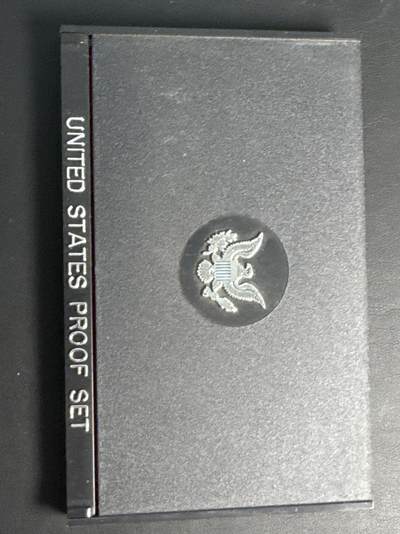 UNITED STATES PROOF SET